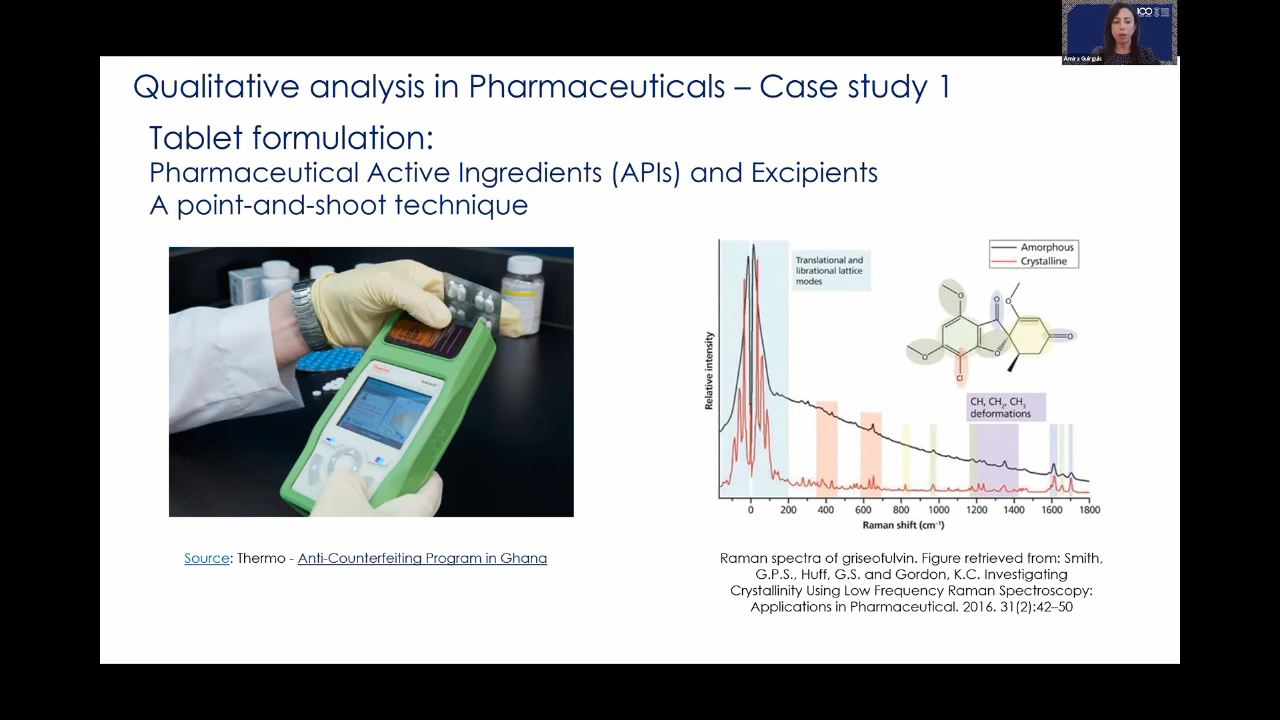 100
Amira Guirguis
Qualitative analysis in Pharmaceuticals – Case study 1
Tablet formulation:
Pharmaceutical Active Ingredients (APIs) and Excipients
A point-and-shoot technique
Thermo
Source: Thermo - Anti-Counterfeiting Program in Ghana
Amorphous
Crystalline
Translational and
librational lattice
modes
O
O
O
O
O
O
Cl
CH, CH₂, CH₃
deformations
Relative intensity
0 200 400 600 800 1000 1200 1400 1600 1800
Raman shift (cm⁻¹)
Raman spectra of griseofulvin. Figure retrieved from: Smith,
G.P.S., Huff, G.S. and Gordon, K.C. Investigating
Crystallinity Using Low Frequency Raman Spectroscopy:
Applications in Pharmaceutical. 2016. 31(2):42–50